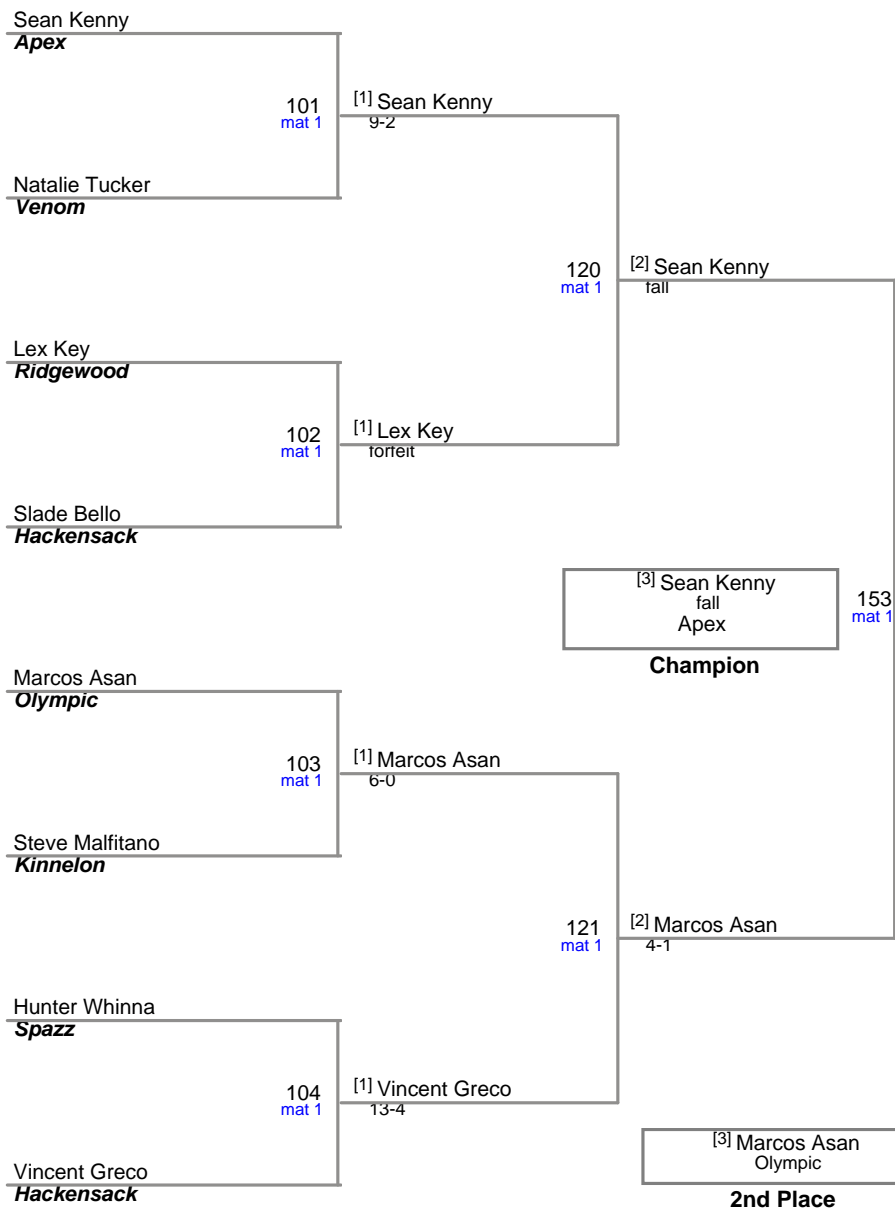 Sean Kenny
Apex
101
mat 1
[1] Sean Kenny
9-2
Natalie Tucker
Venom
120
mat 1
[2] Sean Kenny
fall
Lex Key
Ridgewood
102
mat 1
[1] Lex Key
forfeit
Slade Bello
Hackensack
[3] Sean Kenny
fall
Apex
Champion
153
mat 1
Marcos Asan
Olympic
103
mat 1
[1] Marcos Asan
6-0
Steve Malfitano
Kinnelon
121
mat 1
[2] Marcos Asan
4-1
Hunter Whinna
Spazz
104
mat 1
[1] Vincent Greco
13-4
Vincent Greco
Hackensack
[3] Marcos Asan
Olympic
2nd Place